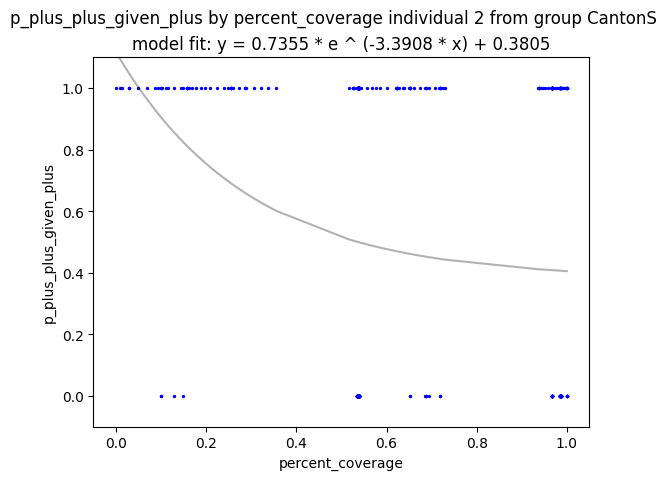 p_plus_plus_given_plus by percent_coverage individual 2 from group CantonS
model fit: y = 0.7355 * e ^ (-3.3908 * x) + 0.3805
1.0
0.8
0.6
0.4
0.2
0.0
p_plus_plus_given_plus
0.0 0.2 0.4 0.6 0.8 1.0
percent_coverage